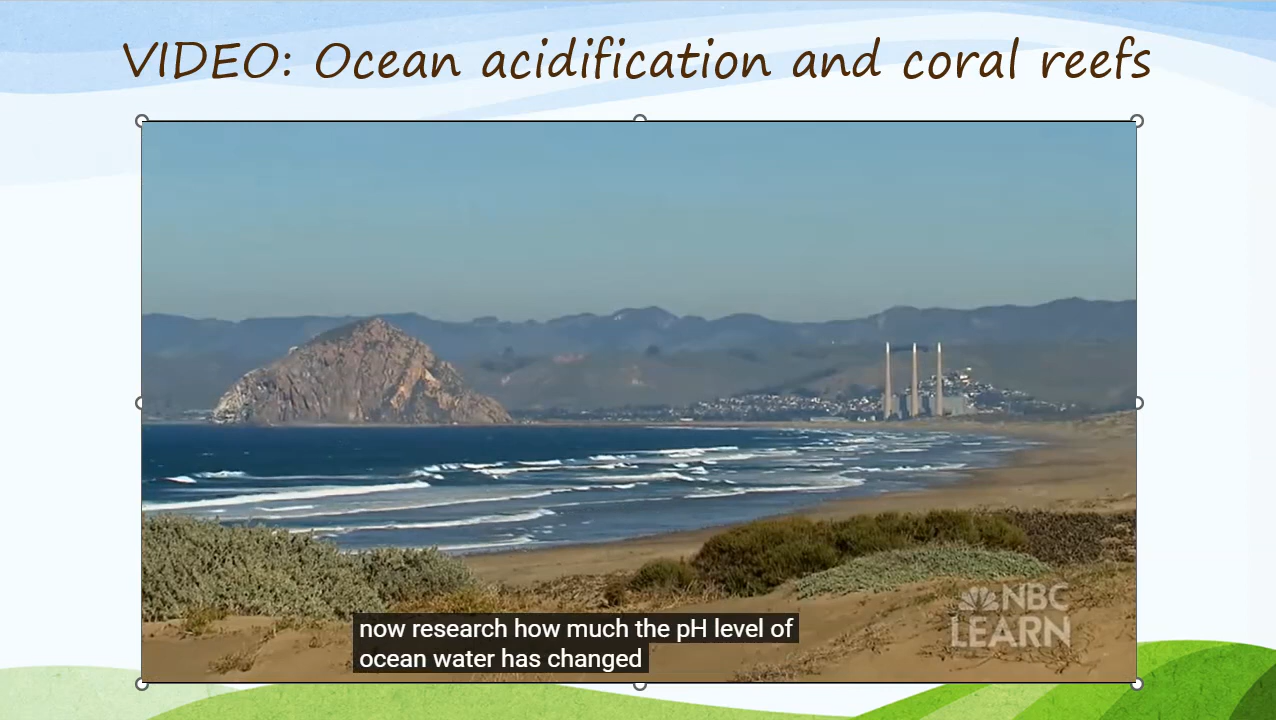 VIDEO: Ocean acidification and coral reefs
now research how much the pH level of
ocean water has changed
NBC
LEARN